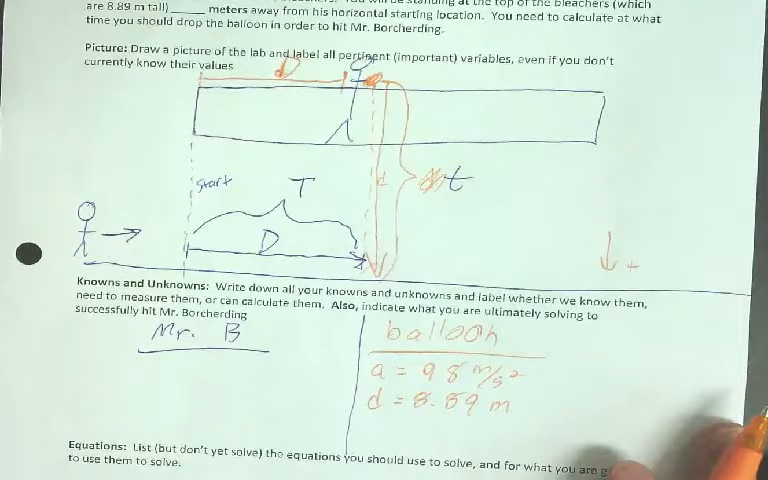 are 8.89 m tall)_____ meters away from his horizontal starting location. You need to calculate at what
time you should drop the balloon in order to hit Mr. Borcherding.
Picture: Draw a picture of the lab and label all pertinent (important) variables, even if you don't
currently know their values
D
d
t
start
T
D
+
Knowns and Unknowns: Write down all your knowns and unknowns and label whether we know them,
need to measure them, or can calculate them. Also, indicate what you are ultimately solving to
successfully hit Mr. Borcherding
Mr. B
balloon
a = 9.8 m/s²
d = 8.89 m
Equations: List (but don't yet solve) the equations you should use to solve, and for what you are
to use them to solve.